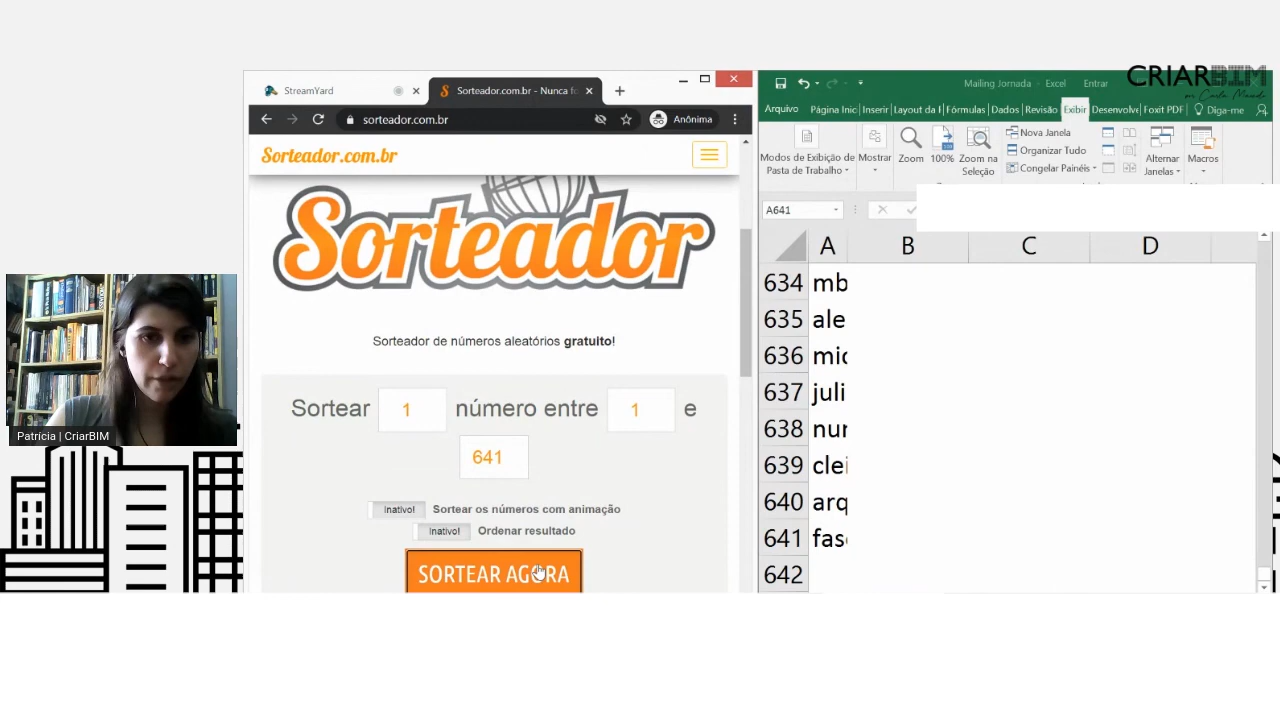 StreamYard
Sorteador.com.br - Nunca fo
sorteador.com.br
Anônima
Sorteador.com.br
Sorteador
Sorteador de números aleatórios gratuito!
Sortear 1 número entre 1 e
641
Inativo! Sortear os números com animação
Inativo! Ordenar resultado
SORTEAR AGORA
Patrícia | CriarBIM
Mailing Jornada - Excel
Entrar
CRIARBIM
Arquivo
Página Inic
Inserir
Layout da I
Fórmulas
Dados
Revisão
Exibir
Desenvolve
Foxit PDF
Diga-me
Modos de Exibição de
Pasta de Trabalho
Mostrar
Zoom
100%
Zoom na
Seleção
Nova Janela
Organizar Tudo
Congelar Painéis
Alternar
Janelas
Macros
A641
A B C D
634 mb
635 ale
636 mic
637 juli
638 nur
639 clei
640 arq
641 fas
642